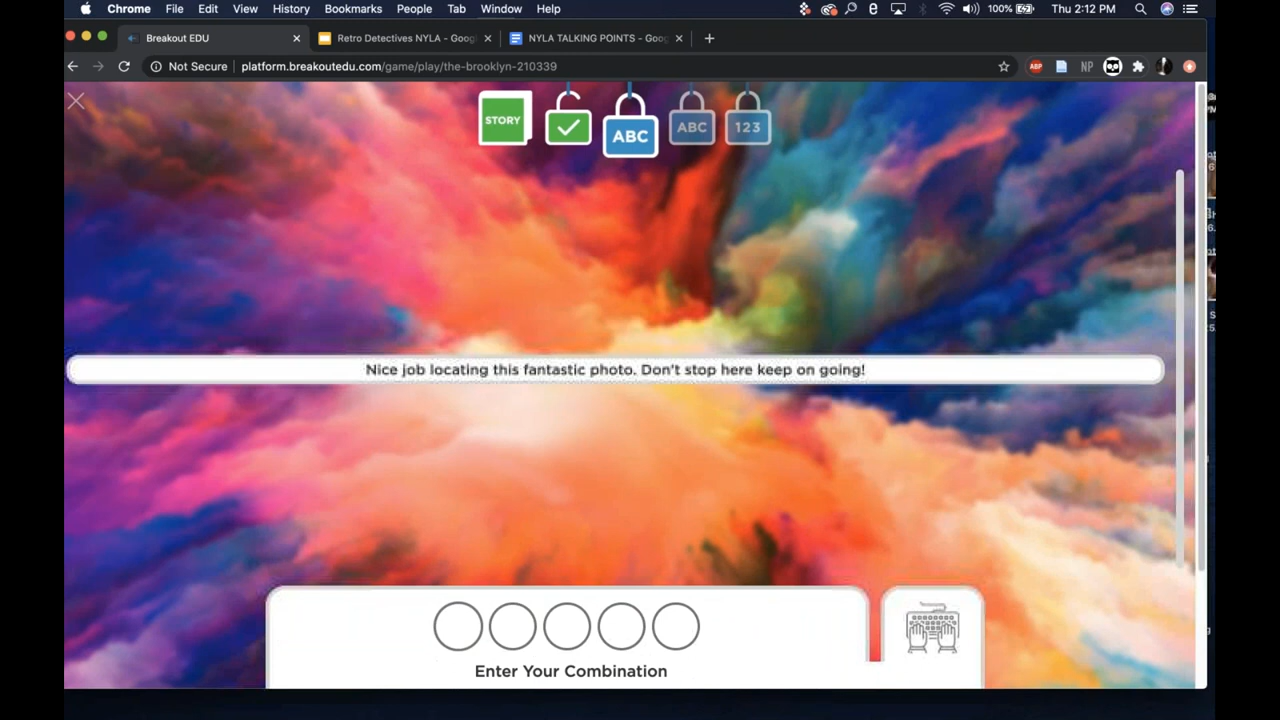 Chrome File Edit View History Bookmarks People Tab Window Help 100% Thu 2:12 PM
Breakout EDU Retro Detectives NYLA - Goog NYLA TALKING POINTS - Goog
Not Secure platform.breakoutedu.com/game/play/the-brooklyn-210339 ABP NP
STORY ABC ABC 123
Nice job locating this fantastic photo. Don't stop here keep on going!
Enter Your Combination